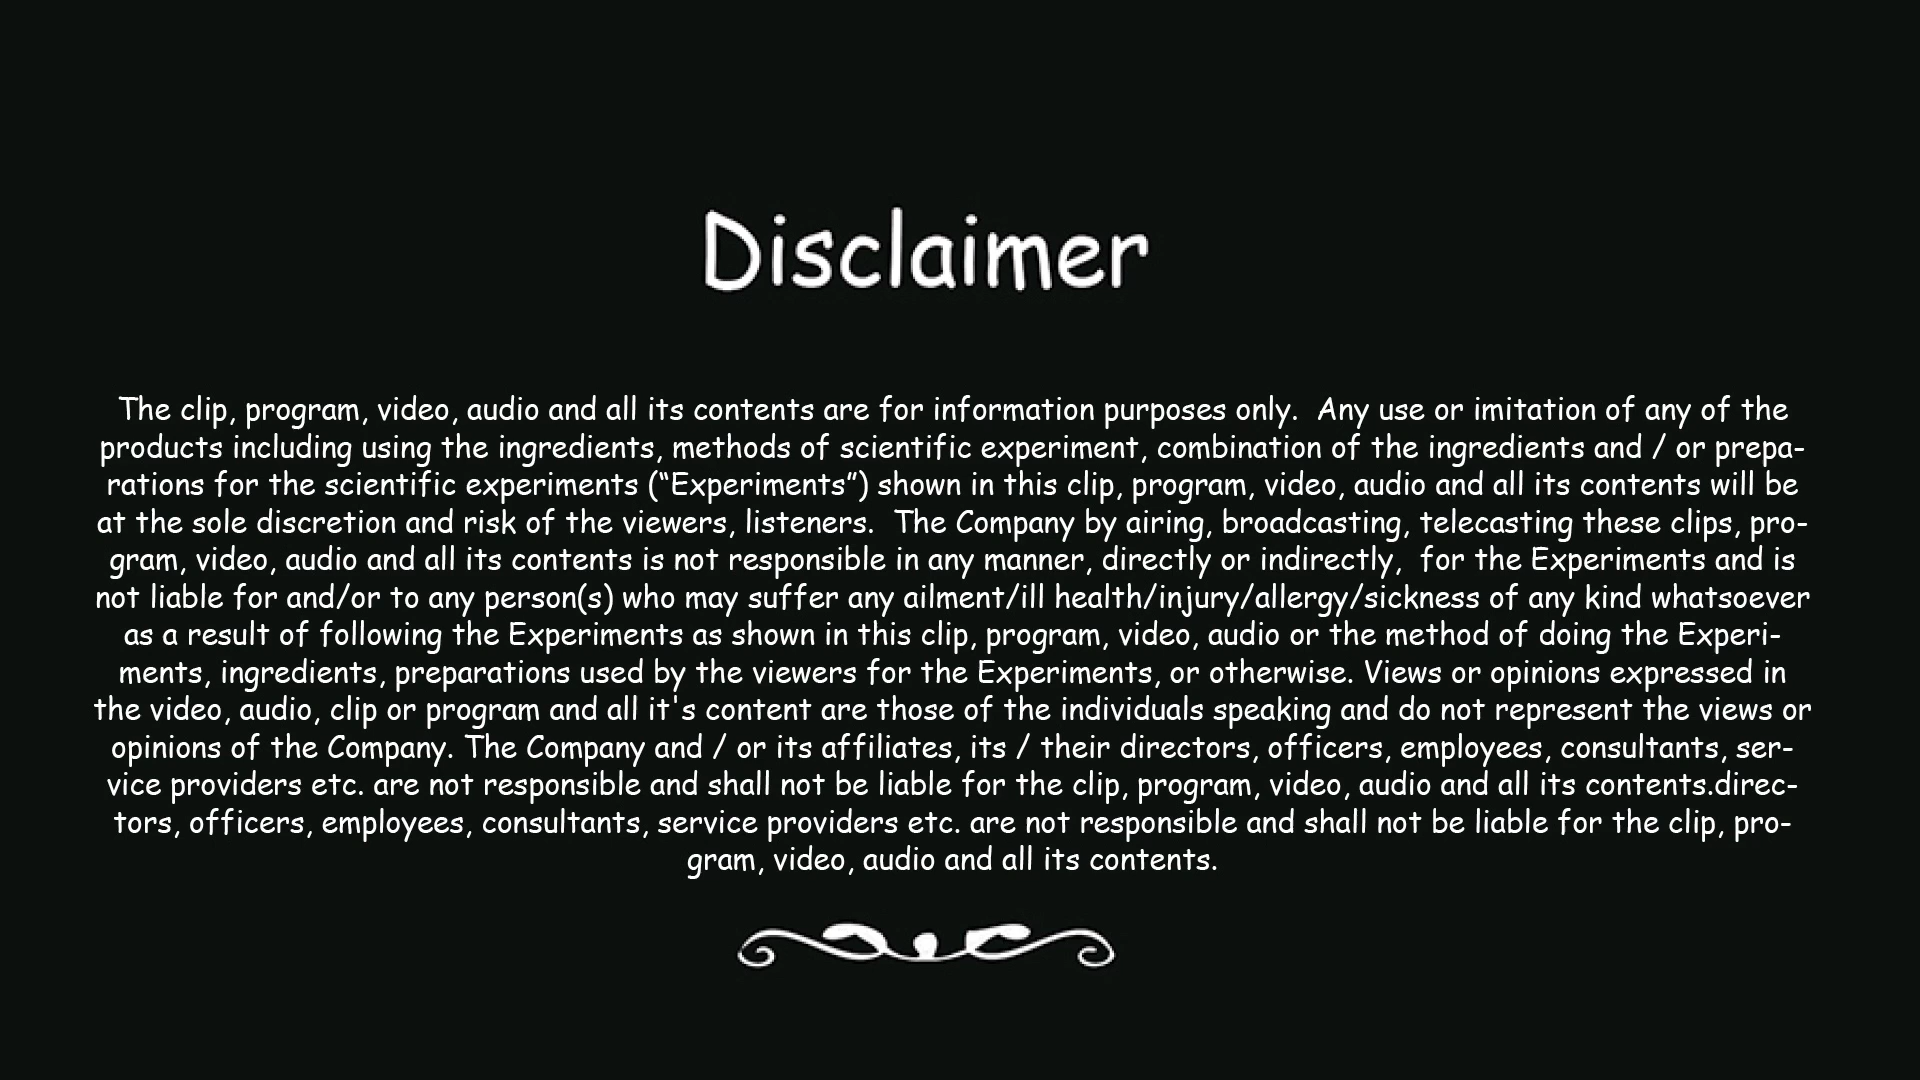 Disclaimer
The clip, program, video, audio and all its contents are for information purposes only.  Any use or imitation of any of the
products including using the ingredients, methods of scientific experiment, combination of the ingredients and / or prepa-
rations for the scientific experiments (“Experiments”) shown in this clip, program, video, audio and all its contents will be
at the sole discretion and risk of the viewers, listeners.  The Company by airing, broadcasting, telecasting these clips, pro-
gram, video, audio and all its contents is not responsible in any manner, directly or indirectly,  for the Experiments and is
not liable for and/or to any person(s) who may suffer any ailment/ill health/injury/allergy/sickness of any kind whatsoever
as a result of following the Experiments as shown in this clip, program, video, audio or the method of doing the Experi-
ments, ingredients, preparations used by the viewers for the Experiments, or otherwise. Views or opinions expressed in
the video, audio, clip or program and all it's content are those of the individuals speaking and do not represent the views or
opinions of the Company. The Company and / or its affiliates, its / their directors, officers, employees, consultants, ser-
vice providers etc. are not responsible and shall not be liable for the clip, program, video, audio and all its contents.direc-
tors, officers, employees, consultants, service providers etc. are not responsible and shall not be liable for the clip, pro-
gram, video, audio and all its contents.